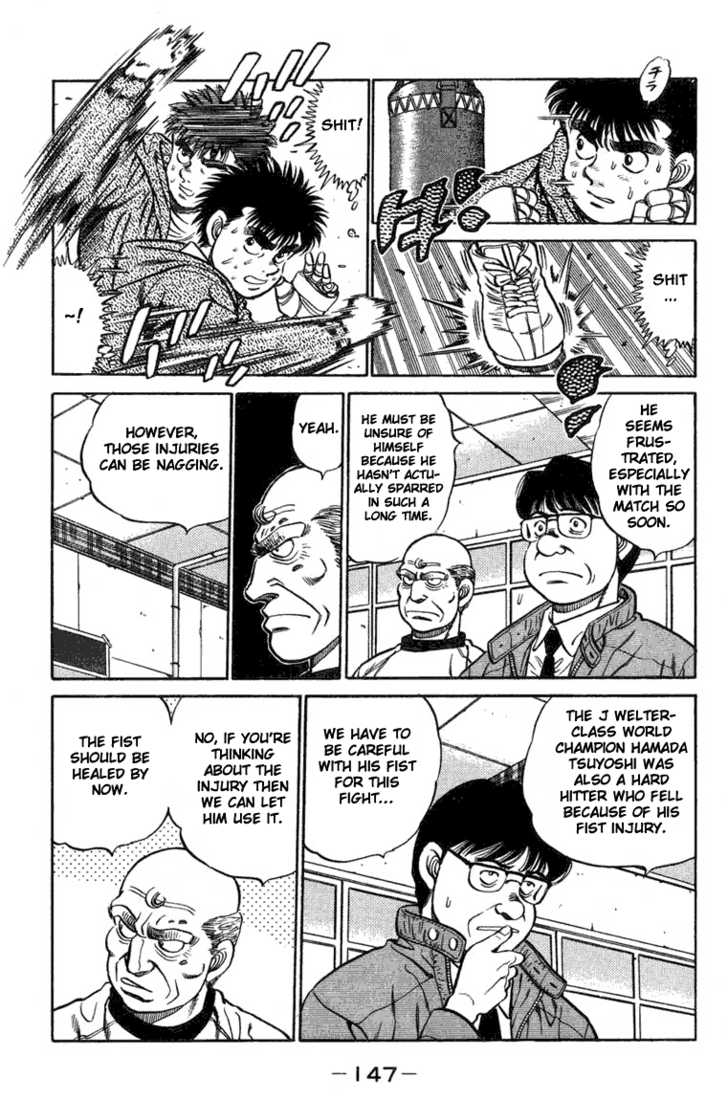 チラ
SHIT!
~!
SHIT
...
HE
SEEMS
FRUS-
TRATED,
ESPECIALLY
WITH THE
MATCH SO
SOON.
HE MUST BE
UNSURE OF
HIMSELF
BECAUSE HE
HASN'T ACTU-
ALLY SPARRED
IN SUCH A
LONG TIME.
YEAH.
HOWEVER,
THOSE INJURIES
CAN BE NAGGING.
THE J WELTER-
CLASS WORLD
CHAMPION HAMADA
TSUYOSHI WAS
ALSO A HARD
HITTER WHO FELL
BECAUSE OF HIS
FIST INJURY.
WE HAVE TO
BE CAREFUL
WITH HIS FIST
FOR THIS
FIGHT...
NO, IF YOU'RE
THINKING
ABOUT THE
INJURY THEN
WE CAN LET
HIM USE IT.
THE FIST
SHOULD BE
HEALED BY
NOW.
-147-